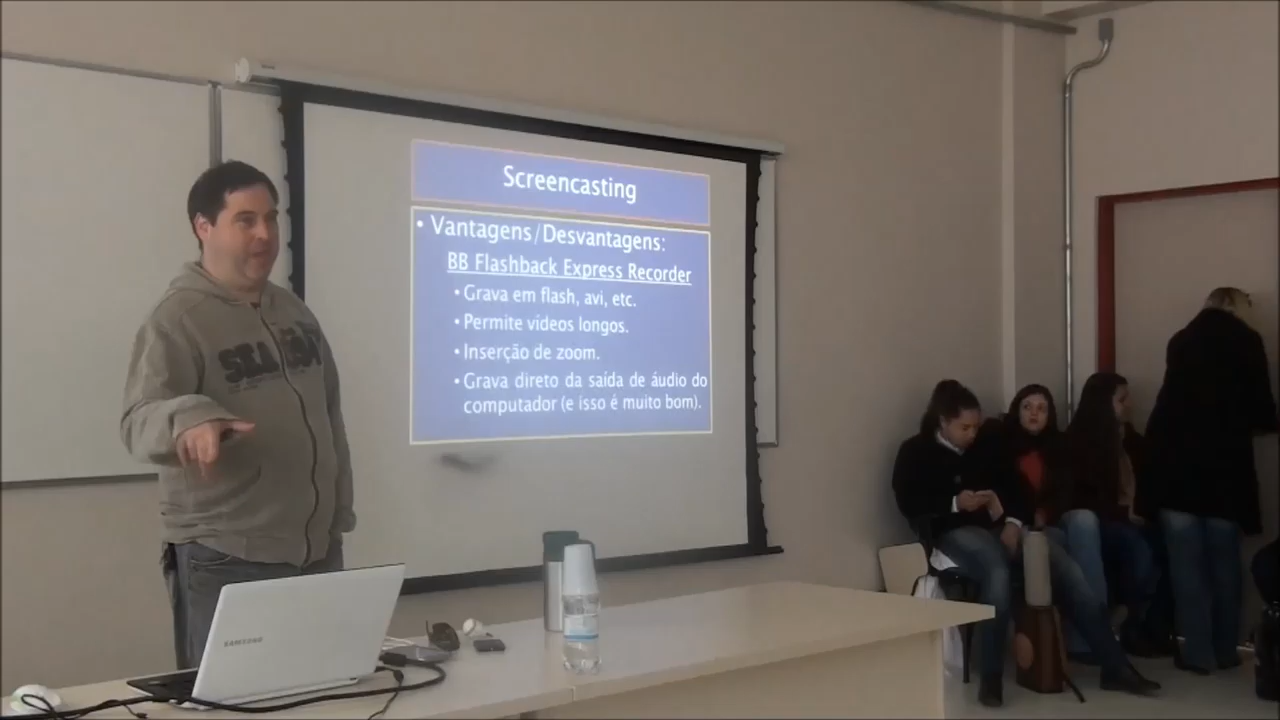 Screencasting
• Vantagens/Desvantagens:
BB Flashback Express Recorder
• Grava em flash, avi, etc.
• Permite vídeos longos.
• Inserção de zoom.
• Grava direto da saída de áudio do
computador (e isso é muito bom).
SAMSUNG